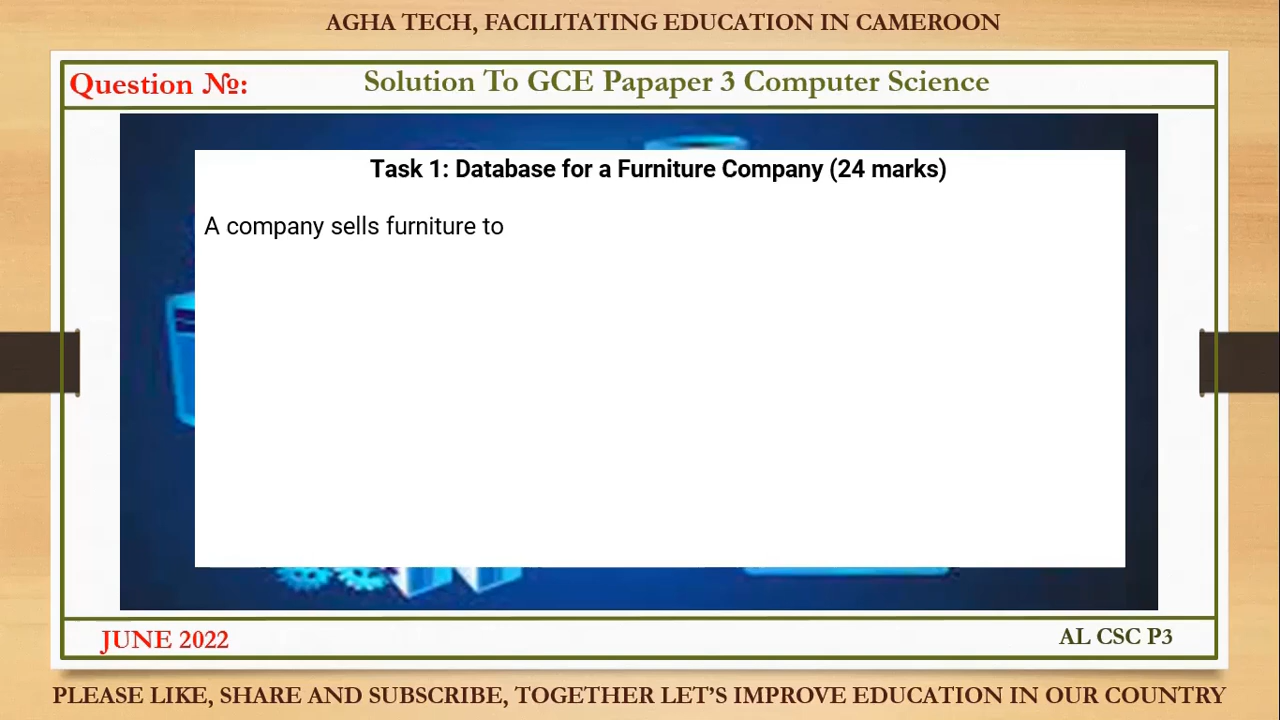 AGHA TECH, FACILITATING EDUCATION IN CAMEROON
Question №: Solution To GCE Papaper 3 Computer Science
Task 1: Database for a Furniture Company (24 marks)
A company sells furniture to
JUNE 2022 AL CSC P3
PLEASE LIKE, SHARE AND SUBSCRIBE, TOGETHER LET’S IMPROVE EDUCATION IN OUR COUNTRY